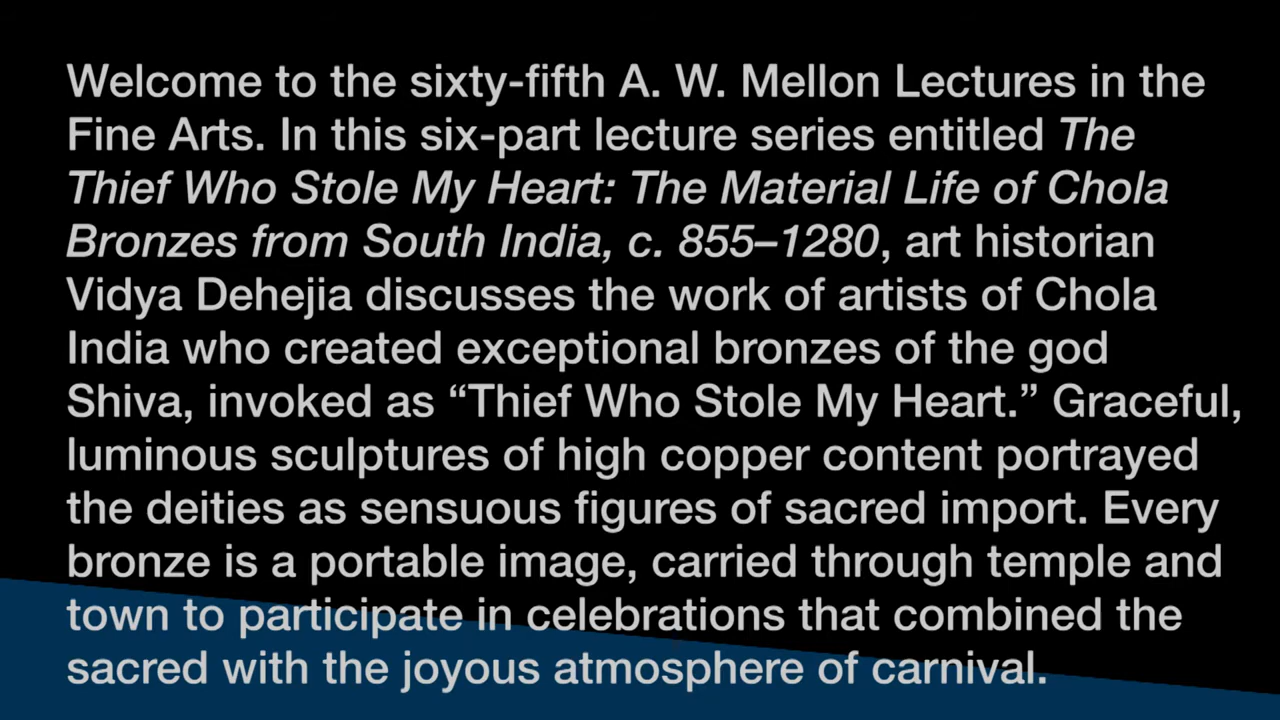 Welcome to the sixty-fifth A. W. Mellon Lectures in the
Fine Arts. In this six-part lecture series entitled The
Thief Who Stole My Heart: The Material Life of Chola
Bronzes from South India, c. 855–1280, art historian
Vidya Dehejia discusses the work of artists of Chola
India who created exceptional bronzes of the god
Shiva, invoked as “Thief Who Stole My Heart.” Graceful,
luminous sculptures of high copper content portrayed
the deities as sensuous figures of sacred import. Every
bronze is a portable image, carried through temple and
town to participate in celebrations that combined the
sacred with the joyous atmosphere of carnival.